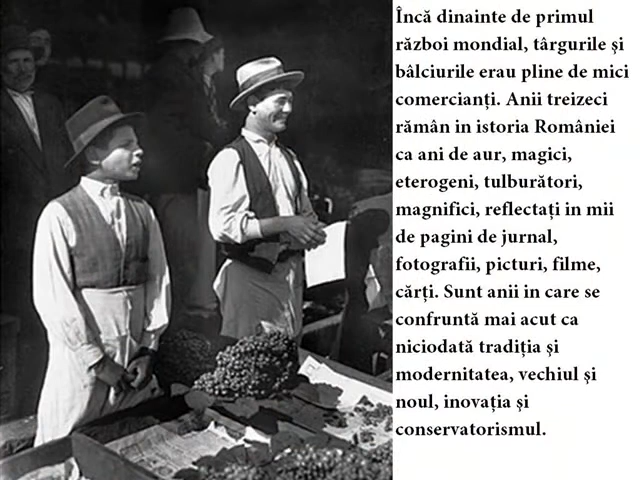 Încă dinainte de primul
război mondial, târgurile și
bâlciurile erau pline de mici
comercianți. Anii treizeci
rămân in istoria României
ca ani de aur, magici,
eterogeni, tulburători,
magnifici, reflectați in mii
de pagini de jurnal,
fotografii, picturi, filme,
cărți. Sunt anii in care se
confruntă mai acut ca
niciodată tradiția și
modernitatea, vechiul și
noul, inovația și
conservatorismul.